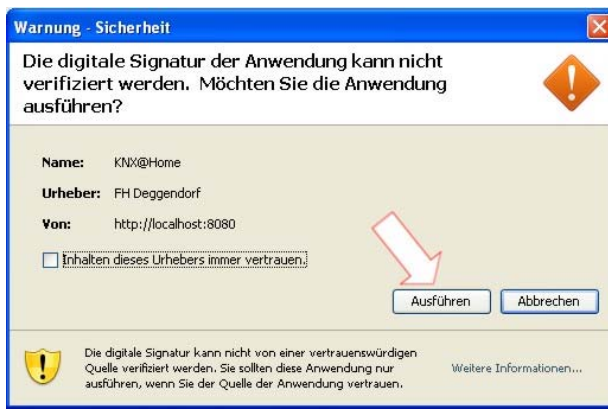 Warnung - Sicherheit
Die digitale Signatur der Anwendung kann nicht
verifiziert werden. Möchten Sie die Anwendung
ausführen?
Name: KNX@Home
Urheber: FH Deggendorf
Von: http://localhost:8080
Inhalten dieses Urhebers immer vertrauen.
Ausführen Abbrechen
Die digitale Signatur kann nicht von einer vertrauenswürdigen
Quelle verifiziert werden. Sie sollten diese Anwendung nur
ausführen, wenn Sie der Quelle der Anwendung vertrauen.
Weitere Informationen...